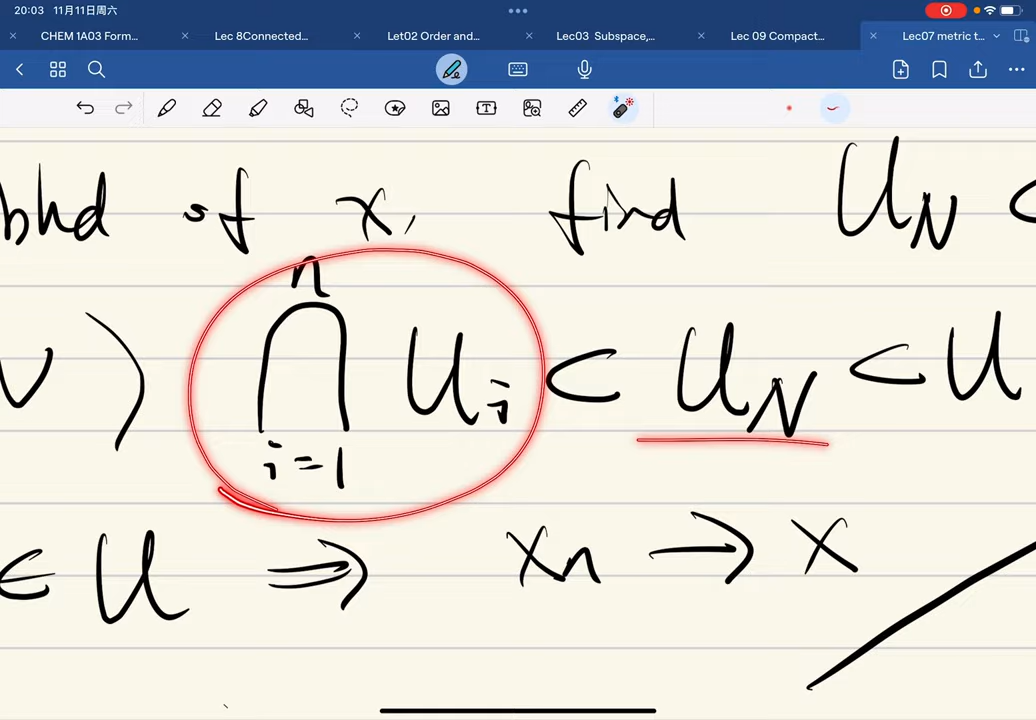 20:03 11月11日周六
CHEM 1A03 Form... Lec 8Connected... Let02 Order and... Lec03 Subspace,... Lec 09 Compact... Lec07 metric t...
bhd of x, find U_N ⊂
) n
⋂ U_i ⊂ U_N ⊂ U
i=1
∈ U ⇒ x_n → x